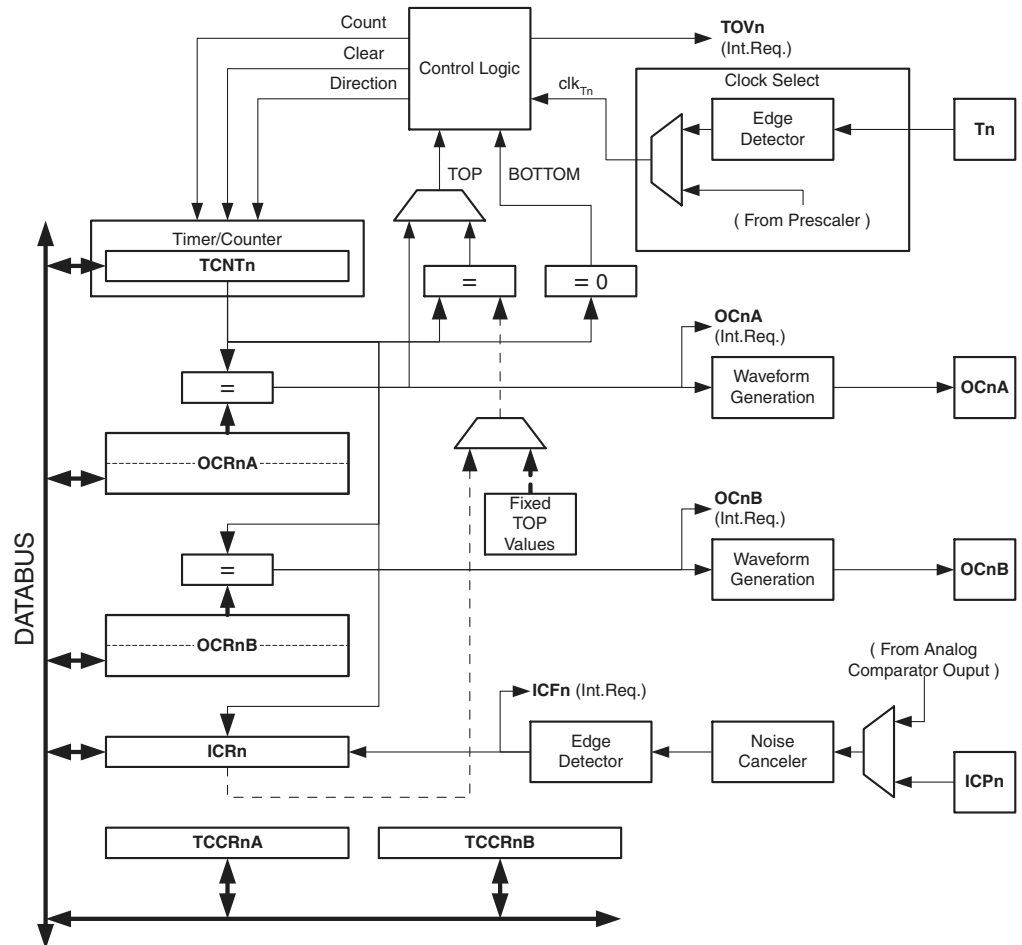 Count
Clear
Direction
Control Logic
TOVn
(Int.Req.)
clkTn
Clock Select
Edge
Detector
Tn
( From Prescaler )
TOP
BOTTOM
Timer/Counter
TCNTn
=
= 0
OCnA
(Int.Req.)
=
Waveform
Generation
OCnA
OCRnA
Fixed
TOP
Values
OCnB
(Int.Req.)
=
Waveform
Generation
OCnB
OCRnB
DATABUS
( From Analog
Comparator Ouput )
ICFn (Int.Req.)
ICRn
Edge
Detector
Noise
Canceler
ICPn
TCCRnA
TCCRnB